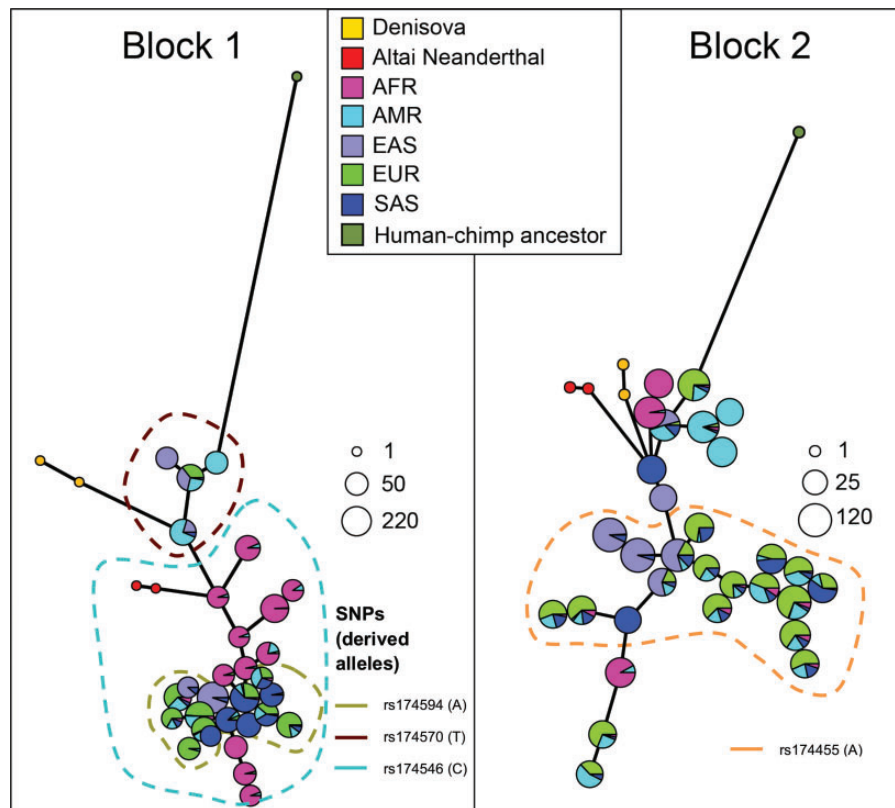 Block 1
Denisova
Altai Neanderthal
AFR
AMR
EAS
EUR
SAS
Human-chimp ancestor
Block 2
1
50
220
SNPs
(derived
alleles)
rs174594 (A)
rs174570 (T)
rs174546 (C)
1
25
120
rs174455 (A)